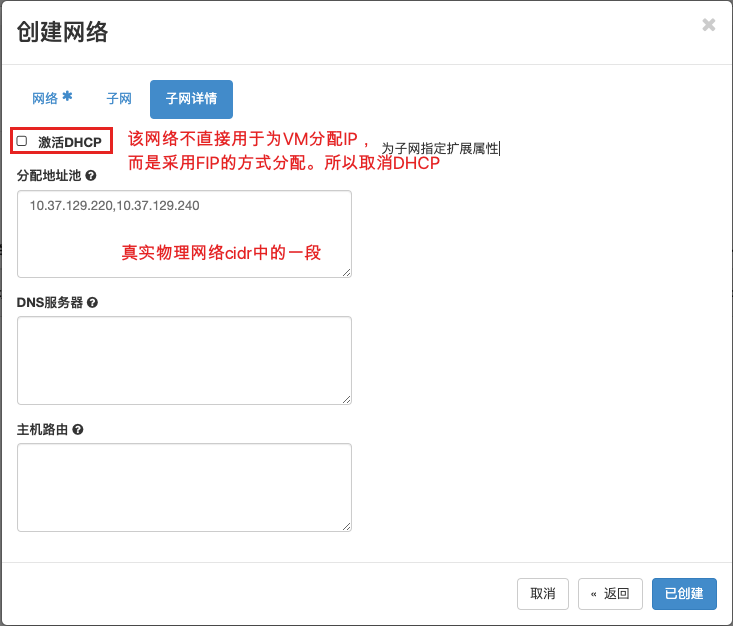 创建网络
×
网络 *
子网
子网详情
激活DHCP
该网络不直接用于为VM分配IP，
而是采用FIP的方式分配。所以取消DHCP
为子网指定扩展属性
分配地址池
10.37.129.220,10.37.129.240
真实物理网络cidr中的一段
DNS服务器
主机路由
取消
« 返回
已创建